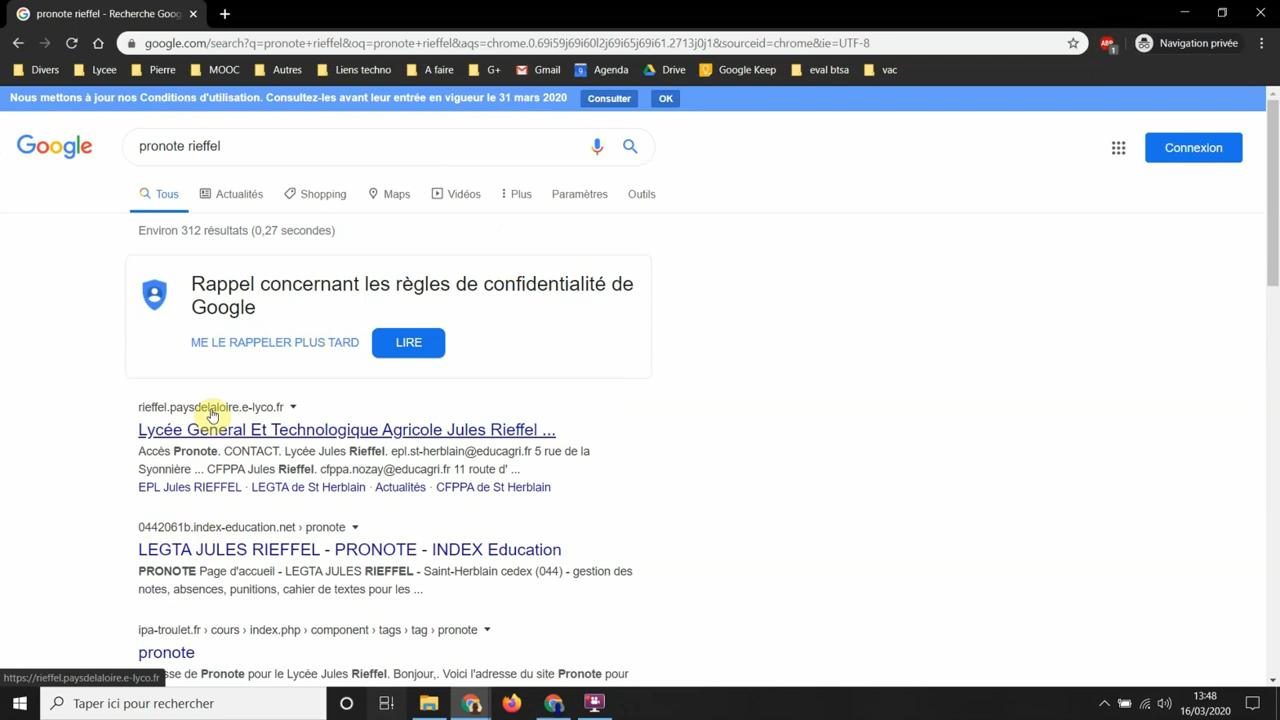 pronote rieffel - Recherche Goog
google.com/search?q=pronote+rieffel&oq=pronote+rieffel&aqs=chrome.0.69i59j69i60l2j69i65j69i61.2713j0j1&sourceid=chrome&ie=UTF-8
Navigation privée
Divers Lycee Pierre MOOC Autres Liens techno A faire G+ Gmail Agenda Drive Google Keep eval btsa vac
Nous mettons à jour nos Conditions d'utilisation. Consultez-les avant leur entrée en vigueur le 31 mars 2020 Consulter OK
Google pronote rieffel Connexion
Tous Actualités Shopping Maps Vidéos Plus Paramètres Outils
Environ 312 résultats (0,27 secondes)
Rappel concernant les règles de confidentialité de
Google
ME LE RAPPELER PLUS TARD LIRE
rieffel.paysdelaloire.e-lyco.fr
Lycée Général Et Technologique Agricole Jules Rieffel ...
Accès Pronote. CONTACT. Lycée Jules Rieffel. epl.st-herblain@educagri.fr 5 rue de la
Syonnière ... CFPPA Jules Rieffel. cfppa.nozay@educagri.fr 11 route d' ...
EPL Jules RIEFFEL · LEGTA de St Herblain · Actualités · CFPPA de St Herblain
0442061b.index-education.net › pronote
LEGTA JULES RIEFFEL - PRONOTE - INDEX Education
PRONOTE Page d'accueil - LEGTA JULES RIEFFEL - Saint-Herblain cedex (044) - gestion des
notes, absences, punitions, cahier de textes pour les ...
ipa-troulet.fr › cours › index.php › component › tags › tag › pronote
pronote
sse de Pronote pour le Lycée Jules Rieffel. Bonjour,. Voici l'adresse du site Pronote pour
https://rieffel.paysdelaloire.e-lyco.fr
Taper ici pour rechercher
13:48
16/03/2020